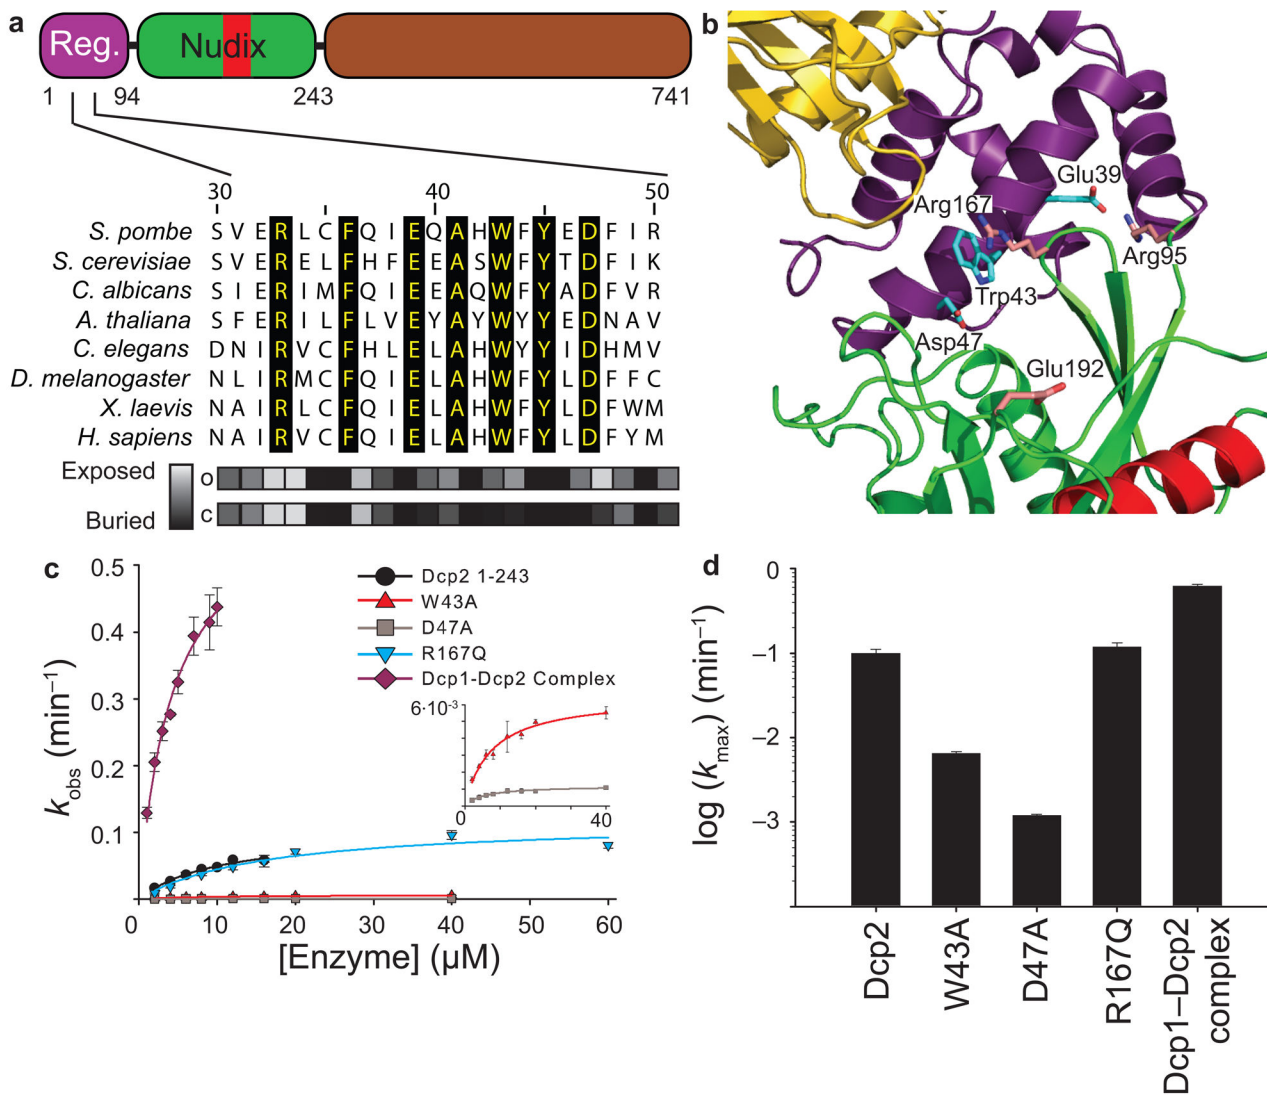 a
Reg.
Nudix
1 94 243 741
30 40 50
S. pombe S V E R L C F Q I E Q A H W F Y E D F I R
S. cerevisiae S V E R E L F H F E E A S W F Y T D F I K
C. albicans S I E R I M F Q I E E A Q W F Y A D F V R
A. thaliana S F E R I L F L V E Y A Y W Y Y E D N A V
C. elegans D N I R V C F H L E L A H W Y Y I D H M V
D. melanogaster N L I R M C F Q I E L A H W F Y L D F F C
X. laevis N A I R L C F Q I E L A H W F Y L D F W M
H. sapiens N A I R V C F Q I E L A H W F Y L D F Y M
Exposed
Buried
o
c
b
Glu39
Arg167
Arg95
Trp43
Asp47
Glu192
c
0.5
0.4
0.3
0.2
0.1
kobs (min–1)
0 10 20 30 40 50 60
[Enzyme] (μM)
Dcp2 1-243
W43A
D47A
R167Q
Dcp1-Dcp2 Complex
6·10-3
0 40
d
0
–1
–2
–3
log (kmax) (min–1)
Dcp2
W43A
D47A
R167Q
Dcp1–Dcp2
complex